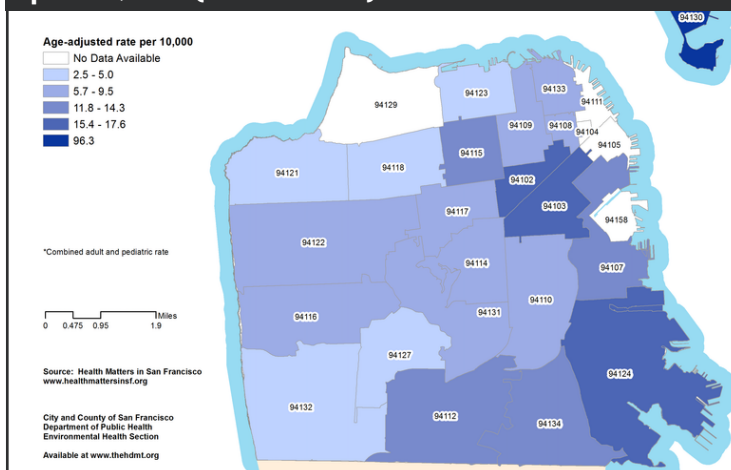 94130
Age-adjusted rate per 10,000
No Data Available
2.5 - 5.0
5.7 - 9.5
11.8 - 14.3
15.4 - 17.6
96.3
94129
94123
94133
94111
94109
94108
94104
94105
94115
94121
94118
94102
94103
94117
94158
94122
*Combined adult and pediatric rate
94114
94107
94110
94116
94131
Miles
0 0.475 0.95 1.9
94127
94124
Source: Health Matters in San Francisco
www.healthmattersinsf.org
94132
94112
94134
City and County of San Francisco
Department of Public Health
Environmental Health Section
Available at www.thehdmt.org